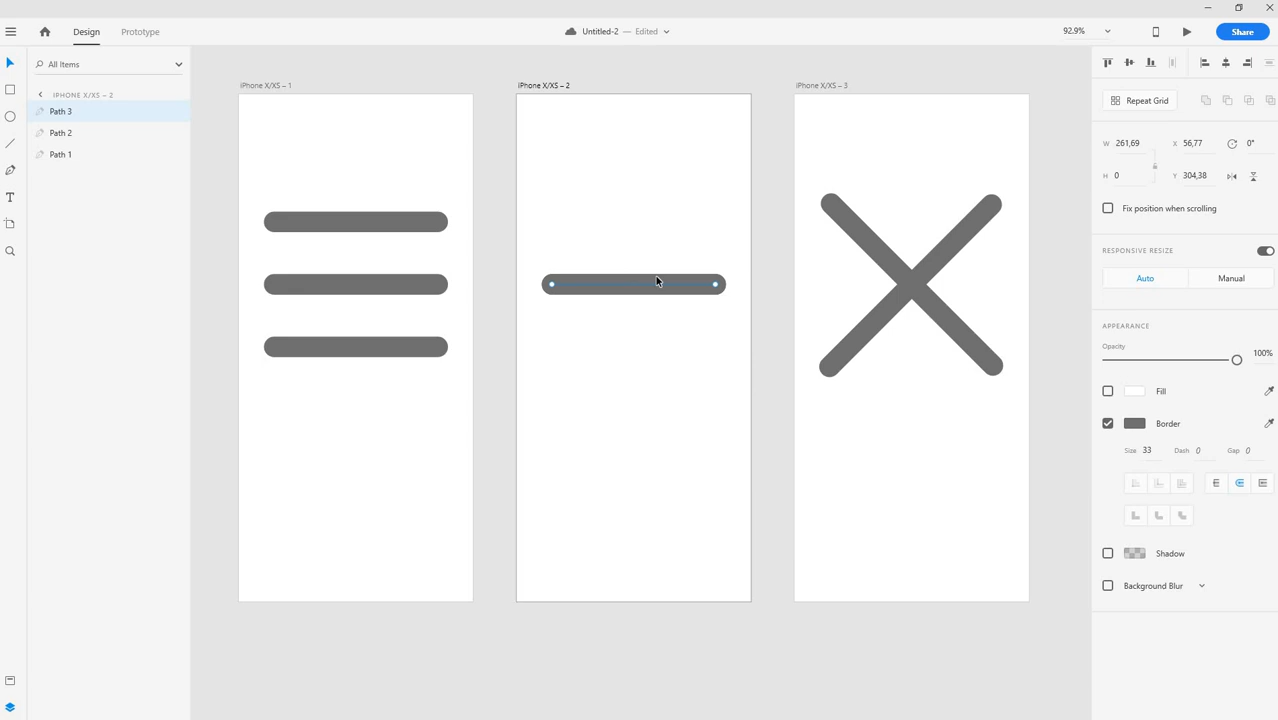 Design
Prototype
Untitled-2 — Edited
92.9%
Share
All Items
IPHONE X/XS – 2
Path 3
Path 2
Path 1
iPhone X/XS – 1
iPhone X/XS – 2
iPhone X/XS – 3
Repeat Grid
W 261,69 X 56,77 0°
H 0 Y 304,38
Fix position when scrolling
RESPONSIVE RESIZE
Auto Manual
APPEARANCE
Opacity
100%
Fill
Border
Size 33 Dash 0 Gap 0
Shadow
Background Blur